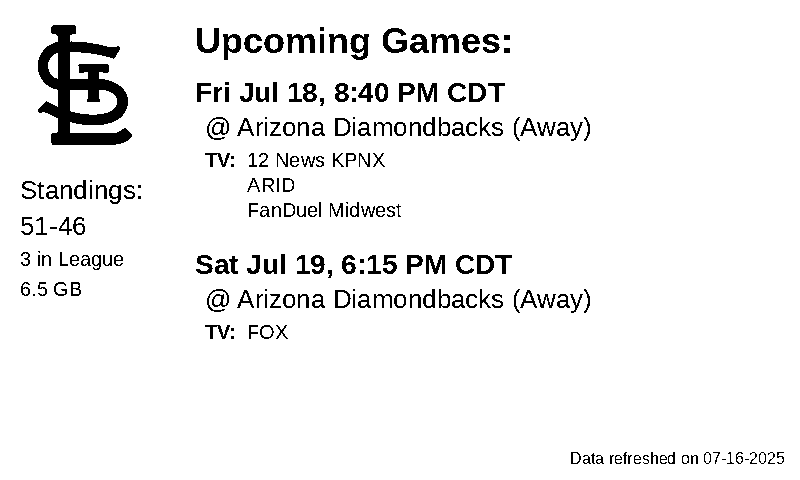 STL
Standings:
51-46
3 in League
6.5 GB
Upcoming Games:
Fri Jul 18, 8:40 PM CDT
@ Arizona Diamondbacks (Away)
TV: 12 News KPNX
ARID
FanDuel Midwest
Sat Jul 19, 6:15 PM CDT
@ Arizona Diamondbacks (Away)
TV: FOX
Data refreshed on 07-16-2025